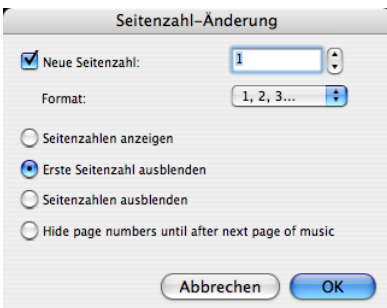 Seitenzahl-Änderung
Neue Seitenzahl: 1
Format: 1, 2, 3...
Seitenzahlen anzeigen
Erste Seitenzahl ausblenden
Seitenzahlen ausblenden
Hide page numbers until after next page of music
Abbrechen OK